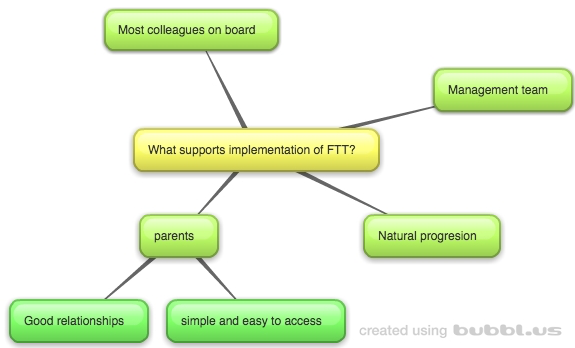 Most colleagues on board
Management team
What supports implementation of FTT?
parents
Natural progresion
Good relationships
simple and easy to access
created using bubbl.us